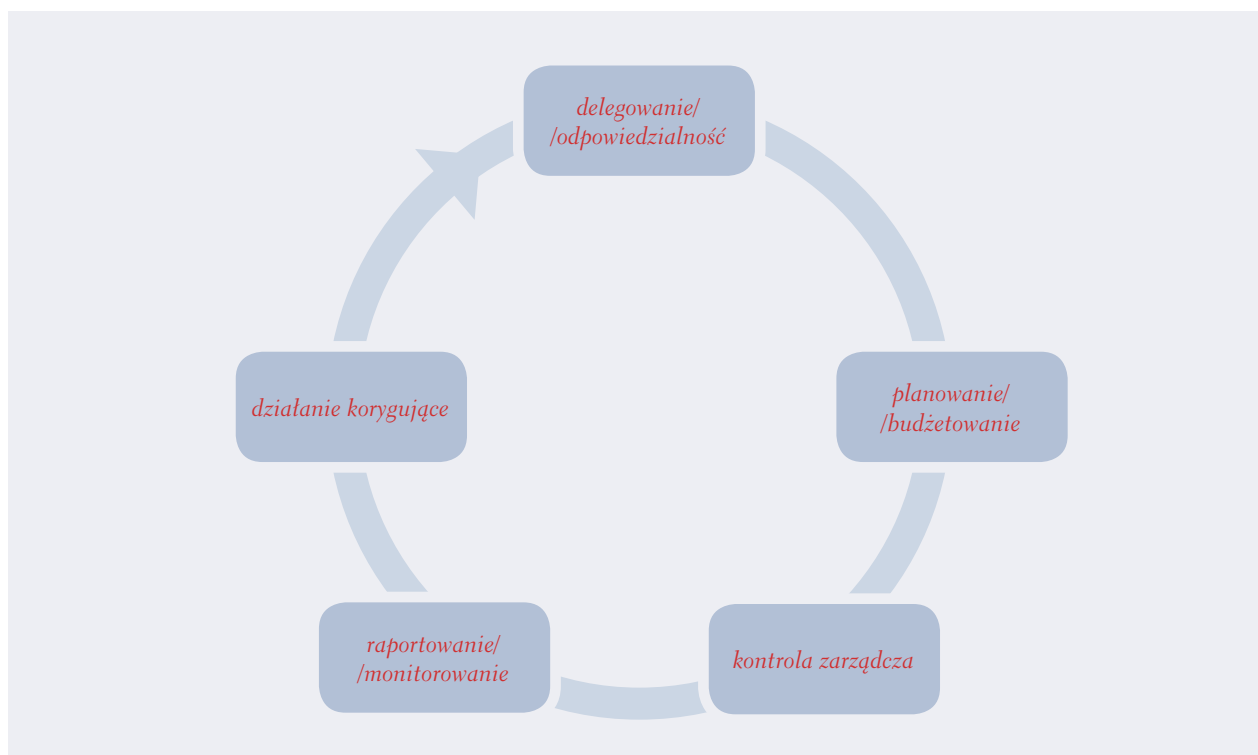 delegowanie/
/odpowiedzialność
planowanie/
/budżetowanie
kontrola zarządcza
raportowanie/
/monitorowanie
działanie korygujące